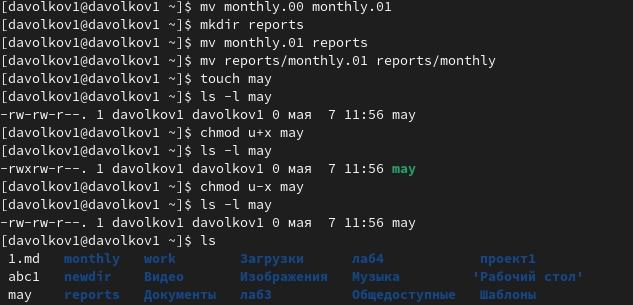 [davolkov1@davolkov1 ~]$ mv monthly.00 monthly.01
[davolkov1@davolkov1 ~]$ mkdir reports
[davolkov1@davolkov1 ~]$ mv monthly.01 reports
[davolkov1@davolkov1 ~]$ mv reports/monthly.01 reports/monthly
[davolkov1@davolkov1 ~]$ touch may
[davolkov1@davolkov1 ~]$ ls -l may
-rw-rw-r--. 1 davolkov1 davolkov1 0 мая  7 11:56 may
[davolkov1@davolkov1 ~]$ chmod u+x may
[davolkov1@davolkov1 ~]$ ls -l may
-rwxrw-r--. 1 davolkov1 davolkov1 0 мая  7 11:56 may
[davolkov1@davolkov1 ~]$ chmod u-x may
[davolkov1@davolkov1 ~]$ ls -l may
-rw-rw-r--. 1 davolkov1 davolkov1 0 мая  7 11:56 may
[davolkov1@davolkov1 ~]$ ls
1.md monthly work Загрузки лаб4 проект1
abc1 newdir Видео Изображения Музыка 'Рабочий стол'
may reports Документы лаб3 Общедоступные Шаблоны